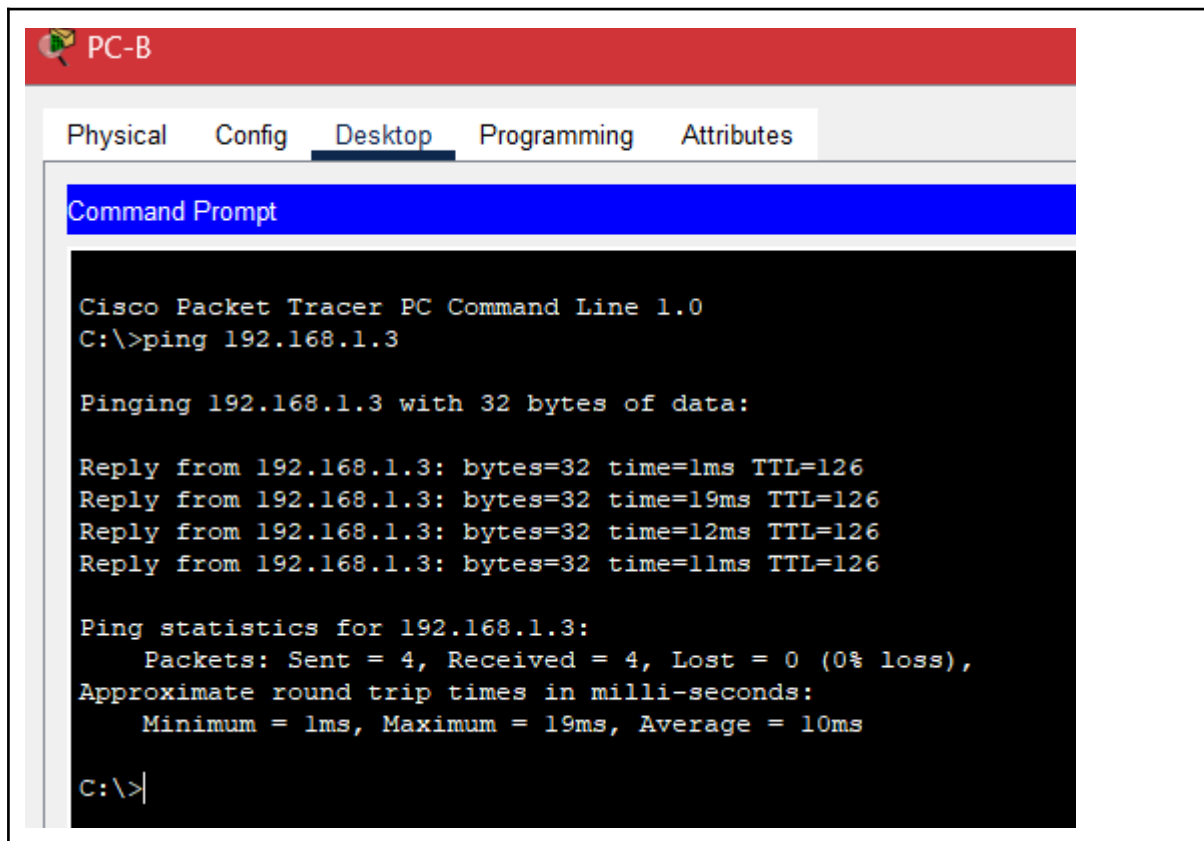 PC-B
Physical Config Desktop Programming Attributes
Command Prompt
Cisco Packet Tracer PC Command Line 1.0
C:\>ping 192.168.1.3
Pinging 192.168.1.3 with 32 bytes of data:
Reply from 192.168.1.3: bytes=32 time=1ms TTL=126
Reply from 192.168.1.3: bytes=32 time=19ms TTL=126
Reply from 192.168.1.3: bytes=32 time=12ms TTL=126
Reply from 192.168.1.3: bytes=32 time=11ms TTL=126
Ping statistics for 192.168.1.3:
Packets: Sent = 4, Received = 4, Lost = 0 (0% loss),
Approximate round trip times in milli-seconds:
Minimum = 1ms, Maximum = 19ms, Average = 10ms
C:\>